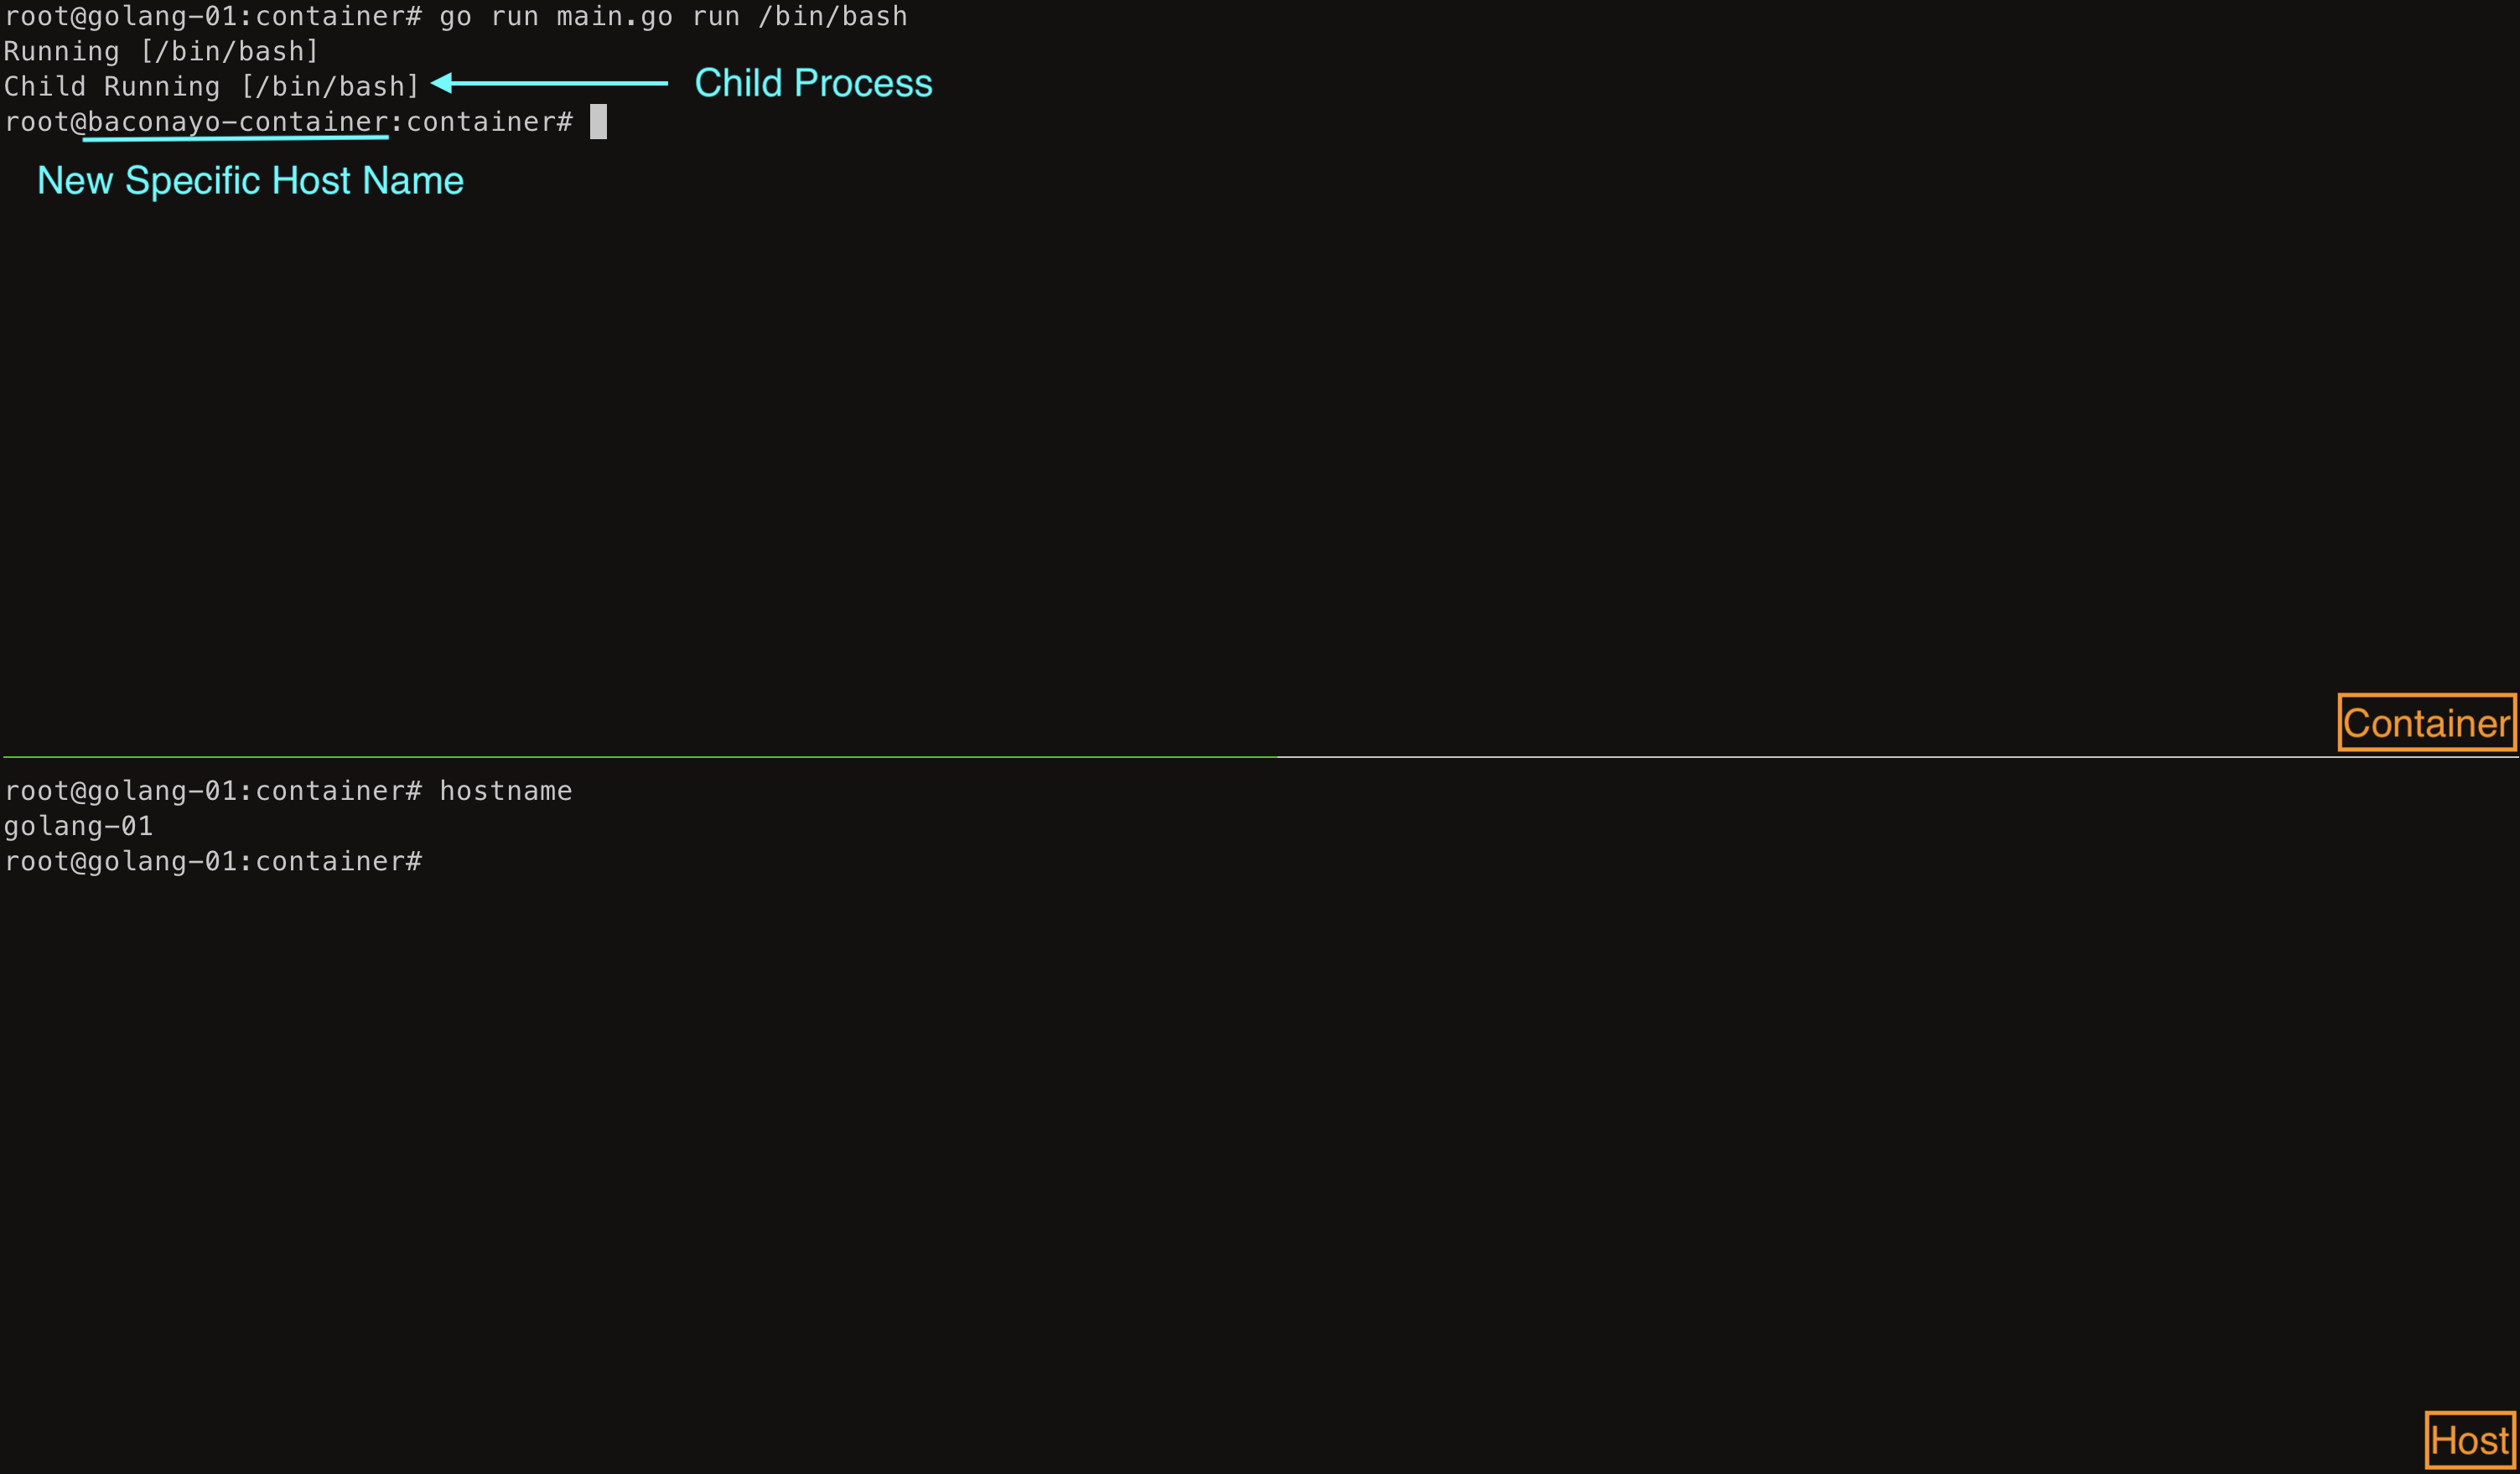 root@golang-01:container# go run main.go run /bin/bash
Running [/bin/bash]
Child Running [/bin/bash]
Child Process
root@baconayo-container:container#
New Specific Host Name
Container
root@golang-01:container# hostname
golang-01
root@golang-01:container#
Host